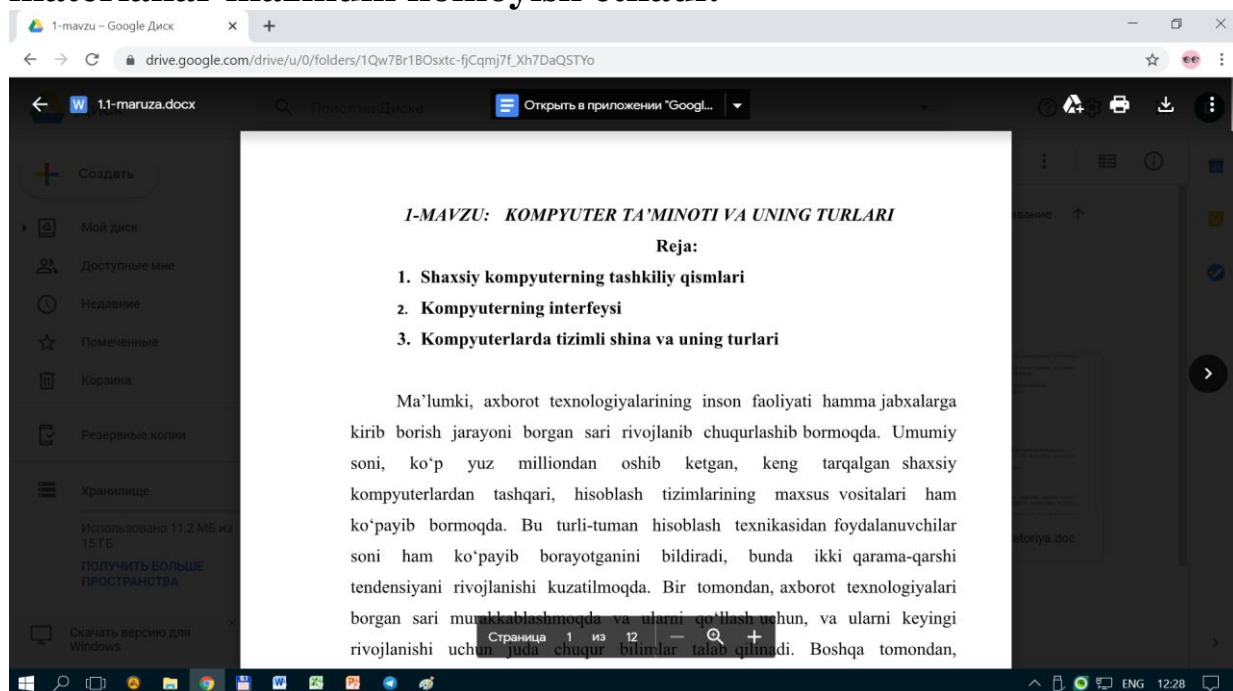 1-mavzu – Google Диск
drive.google.com/drive/u/0/folders/1Qw7Br1BOsxtc-fjCqmj7f_Xh7DaQSTYo
1.1-maruza.docx
Поиск на Диске
Открыть в приложении "Googl...
Создать
Мой диск
Доступные мне
Недавние
Помеченные
Корзина
Резервные копии
Хранилище
Использовано 11,2 МБ из
15 ГБ
ПОЛУЧИТЬ БОЛЬШЕ
ПРОСТРАНСТВА
Скачать версию для
Windows
1-MAVZU: KOMPYUTER TA’MINOTI VA UNING TURLARI
Reja:
1. Shaxsiy kompyuterning tashkiliy qismlari
2. Kompyuterning interfeysi
3. Kompyuterlarda tizimli shina va uning turlari
Ma’lumki, axborot texnologiyalarining inson faoliyati hamma jabxalarga
kirib borish jarayoni borgan sari rivojlanib chuqurlashib bormoqda. Umumiy
soni, ko‘p yuz milliondan oshib ketgan, keng tarqalgan shaxsiy
kompyuterlardan tashqari, hisoblash tizimlarining maxsus vositalari ham
ko‘payib bormoqda. Bu turli-tuman hisoblash texnikasidan foydalanuvchilar
soni ham ko‘payib borayotganini bildiradi, bunda ikki qarama-qarshi
tendensiyani rivojlanishi kuzatilmoqda. Bir tomondan, axborot texnologiyalari
borgan sari murakkablashmoqda va ularni qo‘llash uchun, va ularni keyingi
rivojlanishi uchun juda chuqur bilimlar talab qilinadi. Boshqa tomondan,
Страница 1 из 12
ENG 12:28